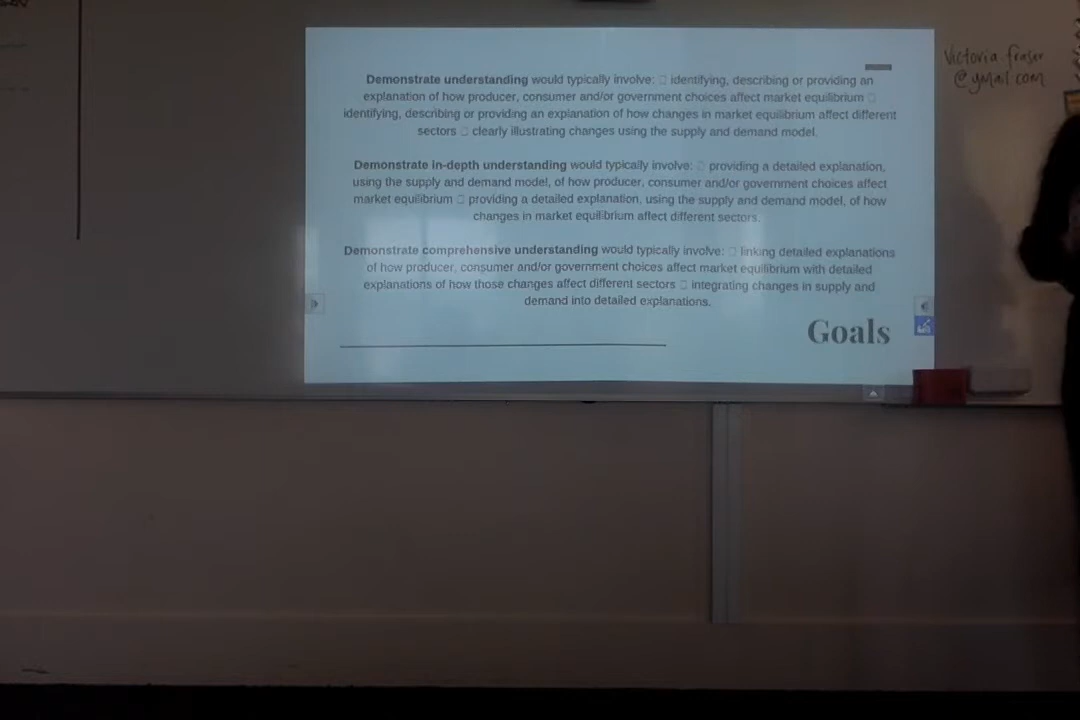 Demonstrate understanding would typically involve: identifying, describing or providing an
explanation of how producer, consumer and/or government choices affect market equilibrium
identifying, describing or providing an explanation of how changes in market equilibrium affect different
sectors clearly illustrating changes using the supply and demand model.
Demonstrate in-depth understanding would typically involve: providing a detailed explanation,
using the supply and demand model, of how producer, consumer and/or government choices affect
market equilibrium providing a detailed explanation, using the supply and demand model, of how
changes in market equilibrium affect different sectors.
Demonstrate comprehensive understanding would typically involve: linking detailed explanations
of how producer, consumer and/or government choices affect market equilibrium with detailed
explanations of how those changes affect different sectors integrating changes in supply and
demand into detailed explanations.
Goals
Victoria fraser
@ gmail com